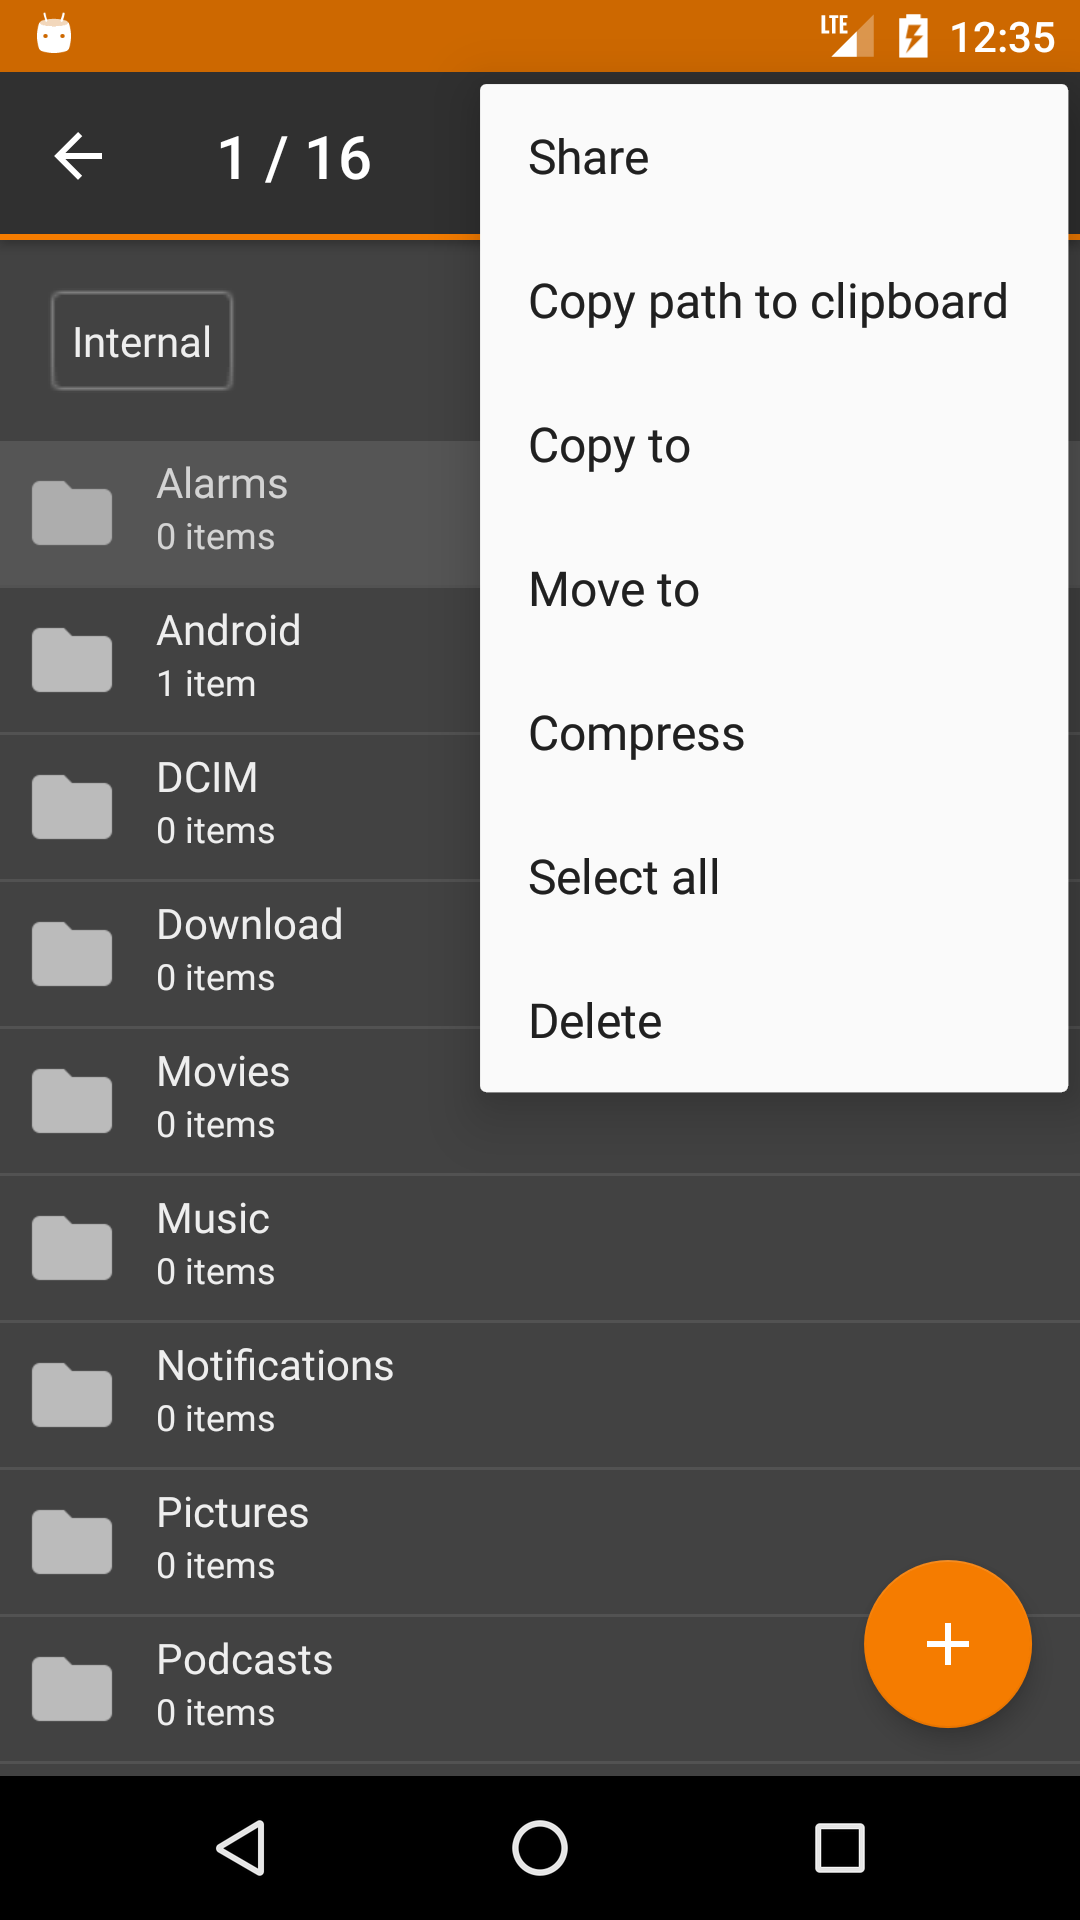 LTE 12:35
1 / 16
Share
Copy path to clipboard
Copy to
Move to
Compress
Select all
Delete
Internal
Alarms
0 items
Android
1 item
DCIM
0 items
Download
0 items
Movies
0 items
Music
0 items
Notifications
0 items
Pictures
0 items
Podcasts
0 items